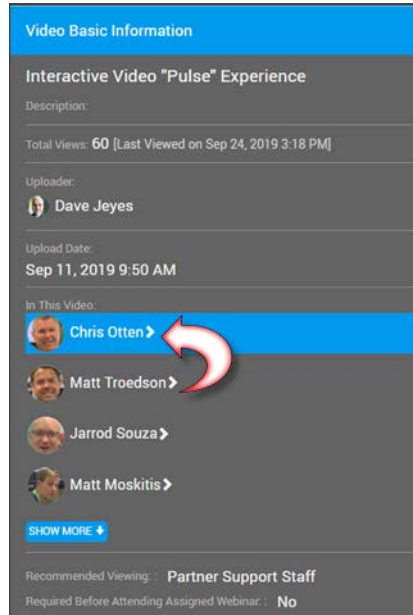 Video Basic Information
Interactive Video "Pulse" Experience
Description:
Total Views: 60 [Last Viewed on Sep 24, 2019 3:18 PM]
Uploader:
Dave Jeyes
Upload Date:
Sep 11, 2019 9:50 AM
In This Video:
Chris Otten
Matt Troedson
Jarrod Souza
Matt Moskitis
SHOW MORE
Recommended Viewing: : Partner Support Staff
Required Before Attending Assigned Webinar: : No